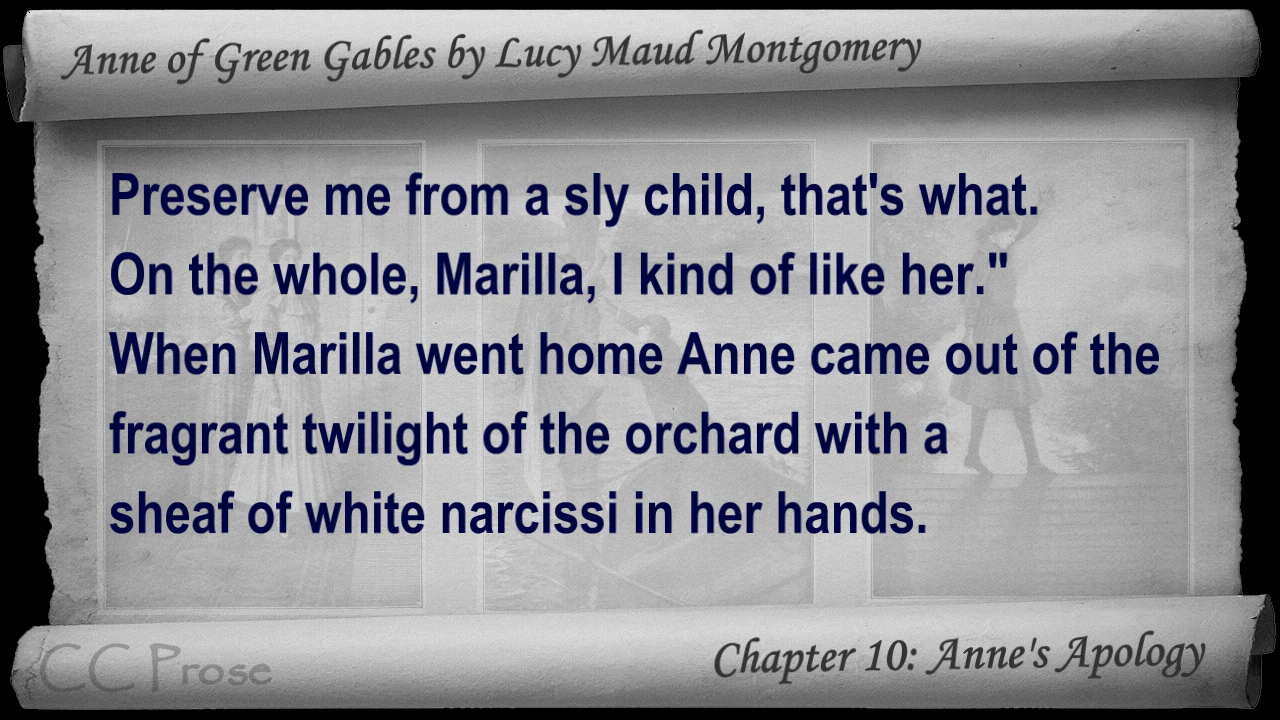 Anne of Green Gables by Lucy Maud Montgomery
Preserve me from a sly child, that's what.
On the whole, Marilla, I kind of like her."
When Marilla went home Anne came out of the
fragrant twilight of the orchard with a
sheaf of white narcissi in her hands.
CC Prose
Chapter 10: Anne's Apology